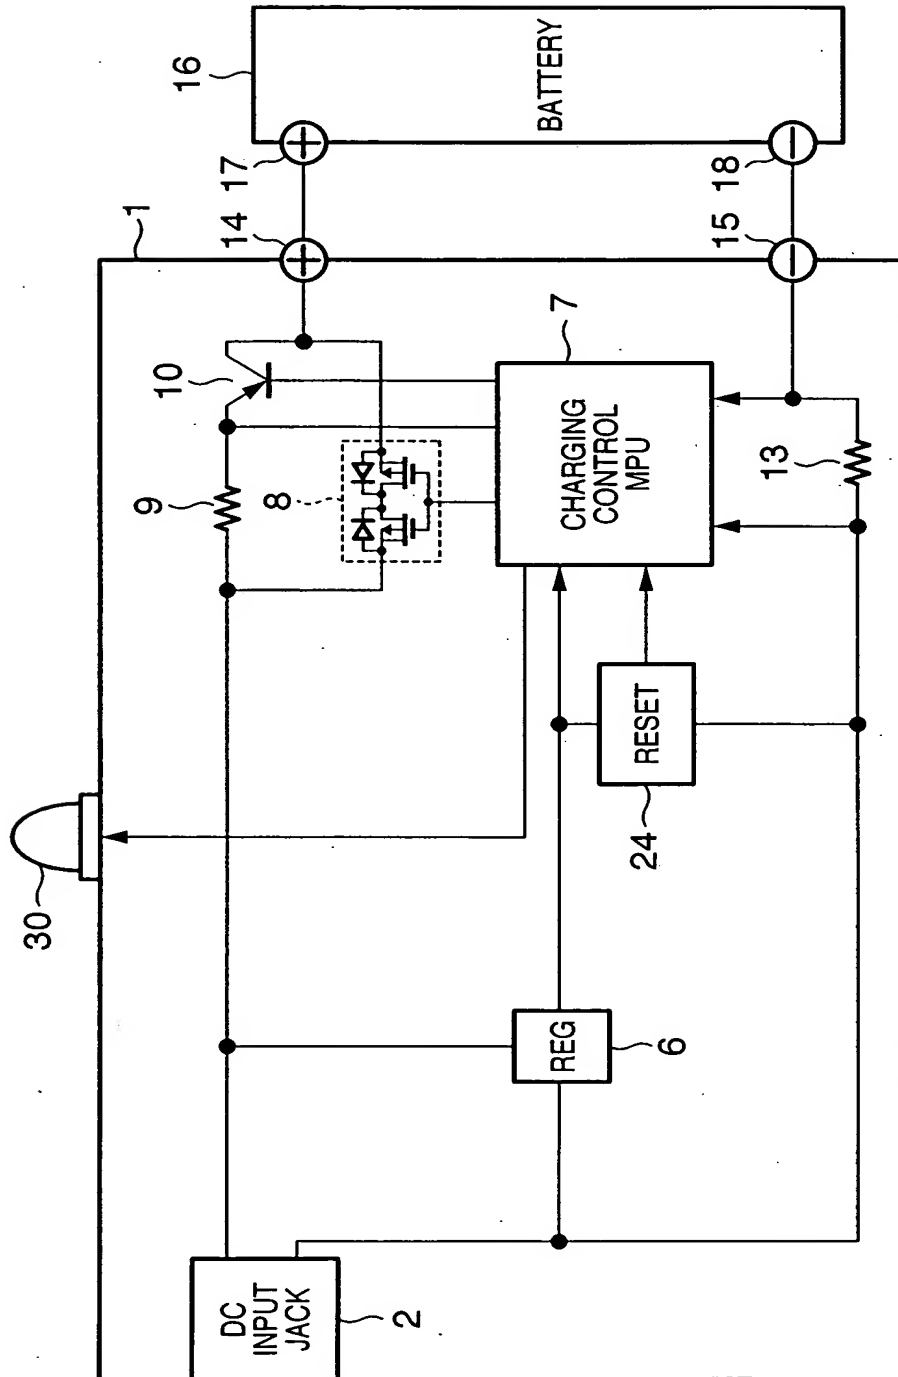 30
1
16
BATTERY
17
14
18
15
10
9
8
7
CHARGING
CONTROL
MPU
13
RESET
24
REG
6
DC
INPUT
JACK
2